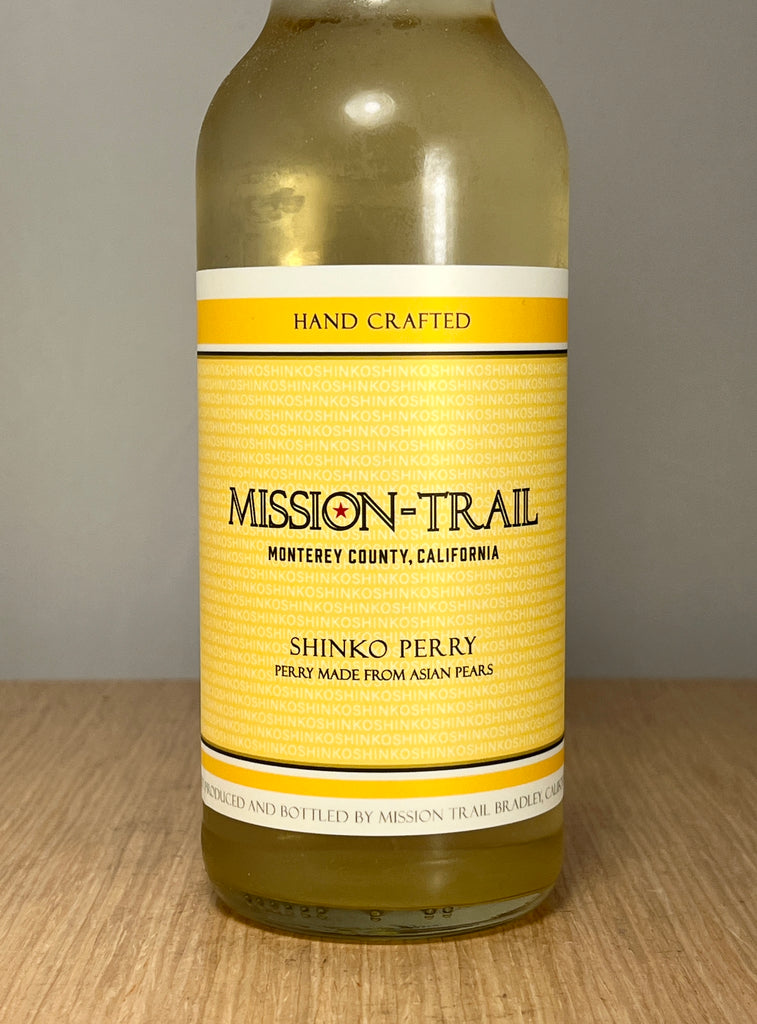 HAND CRAFTED
MISSION-TRAIL
MONTEREY COUNTY, CALIFORNIA
SHINKO PERRY
PERRY MADE FROM ASIAN PEARS
PRODUCED AND BOTTLED BY MISSION TRAIL BRADLEY,